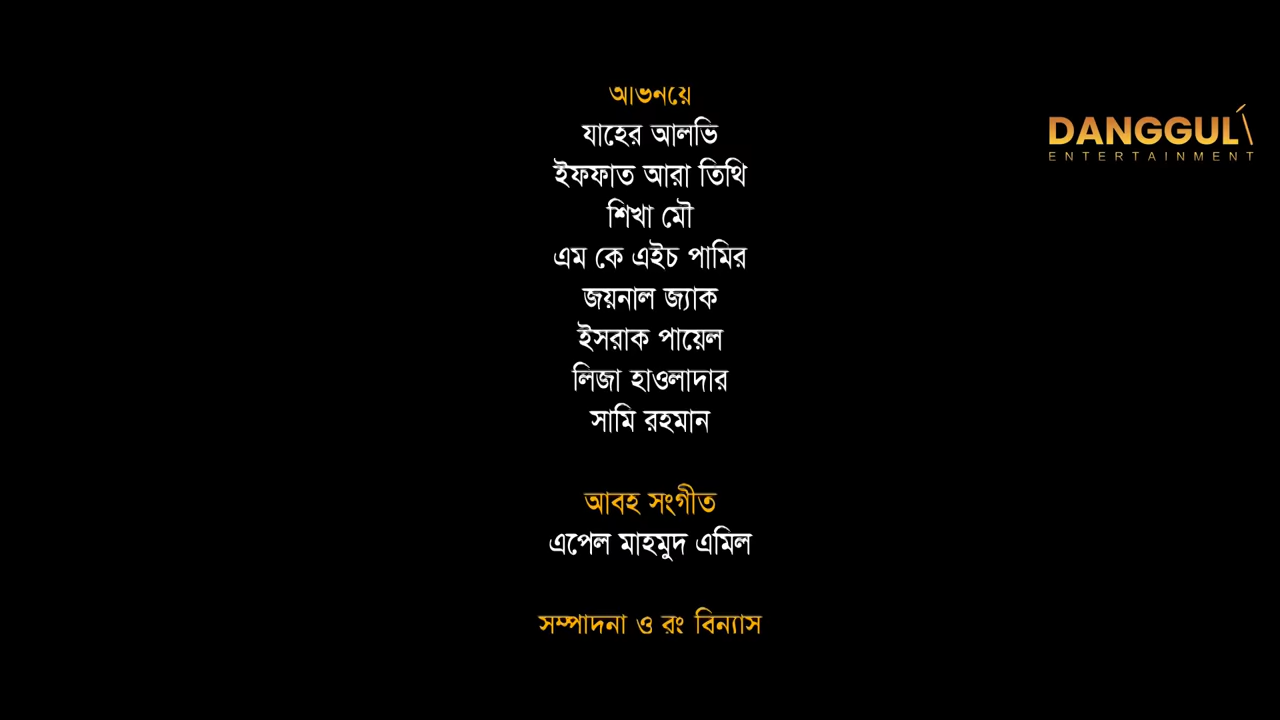 অভিনয়ে
যাহের আলভি
ইফফাত আরা তিথি
শিখা মৌ
এম কে এইচ পামির
জয়নাল জ্যাক
ইসরাক পায়েল
লিজা হাওলাদার
সামি রহমান
আবহ সংগীত
এপেল মাহমুদ এমিল
সম্পাদনা ও রং বিন্যাস
DANGGULI
ENTERTAINMENT